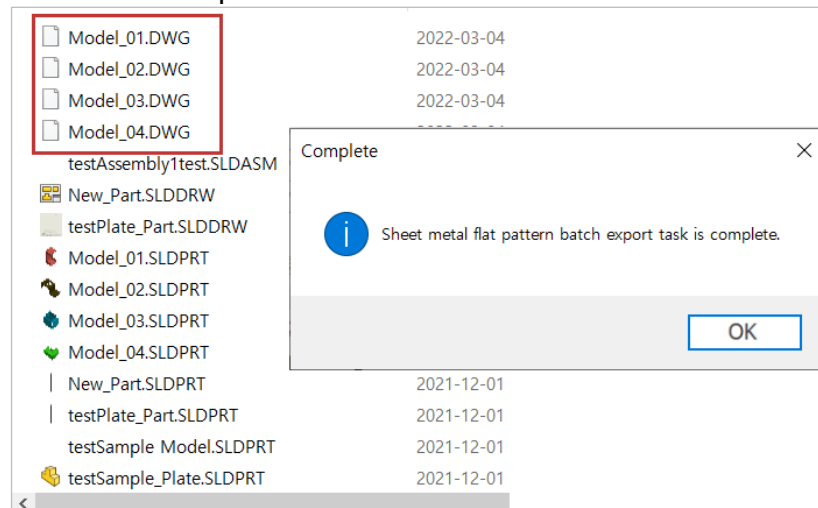 Model_01.DWG 2022-03-04
Model_02.DWG 2022-03-04
Model_03.DWG 2022-03-04
Model_04.DWG
Complete
testAssembly1test.SLDASM
New_Part.SLDDRW
testPlate_Part.SLDDRW
Sheet metal flat pattern batch export task is complete.
Model_01.SLDPRT
Model_02.SLDPRT
Model_03.SLDPRT
OK
Model_04.SLDPRT
New_Part.SLDPRT 2021-12-01
testPlate_Part.SLDPRT 2021-12-01
testSample Model.SLDPRT 2021-12-01
testSample_Plate.SLDPRT 2021-12-01